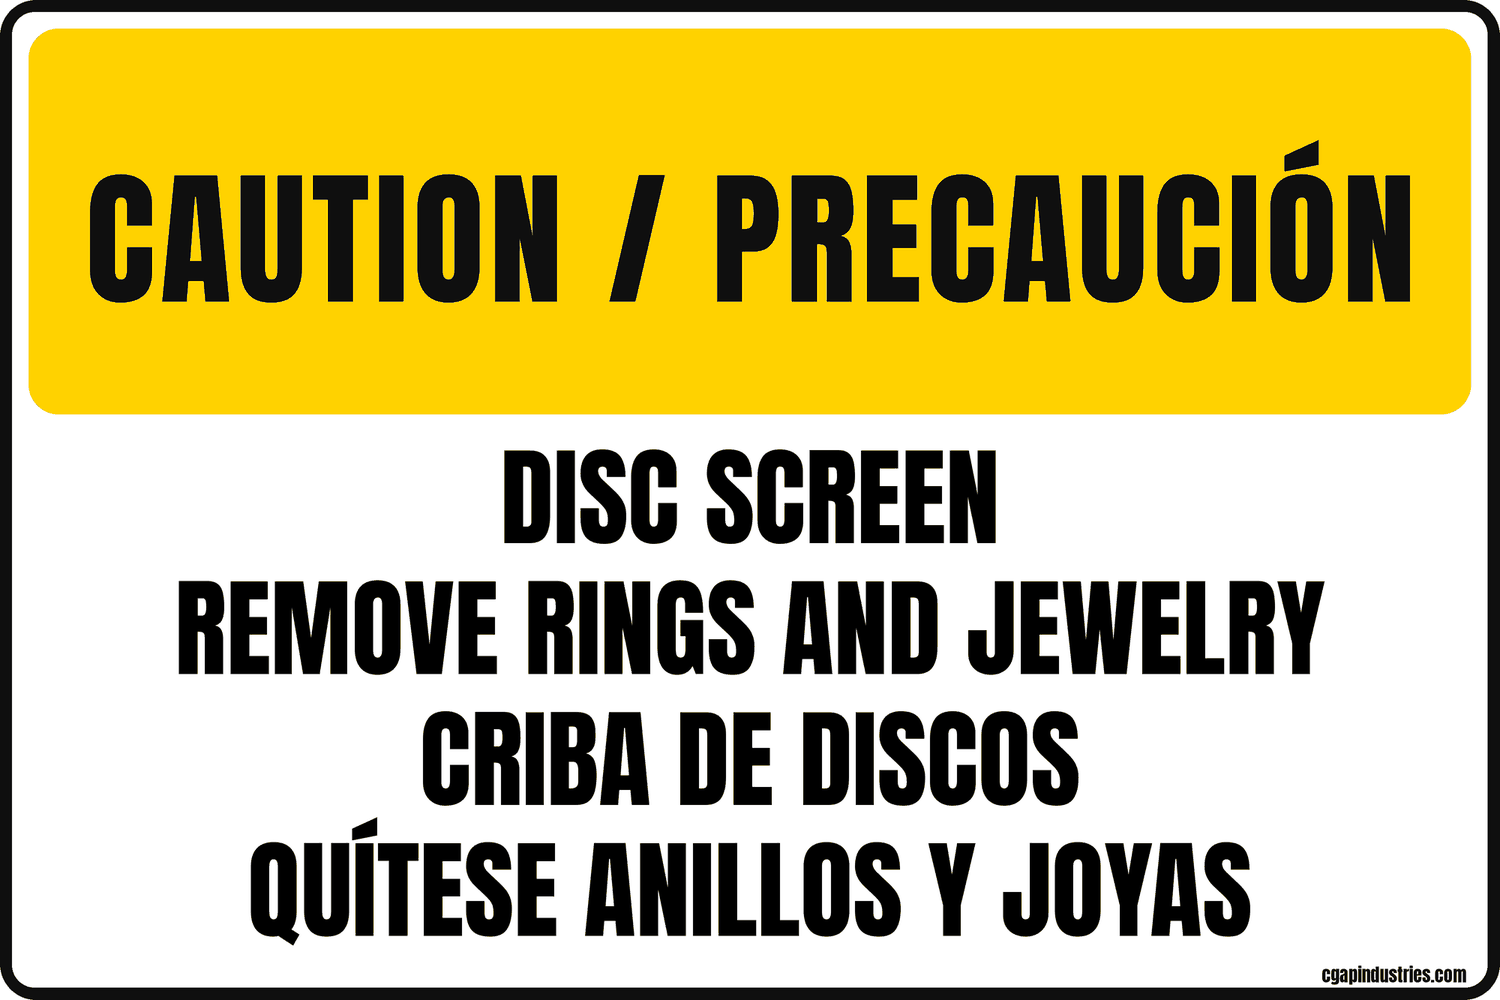 CAUTION / PRECAUCIÓN
DISC SCREEN
REMOVE RINGS AND JEWELRY
CRIBA DE DISCOS
QUÍTESE ANILLOS Y JOYAS
cgapindustries.com